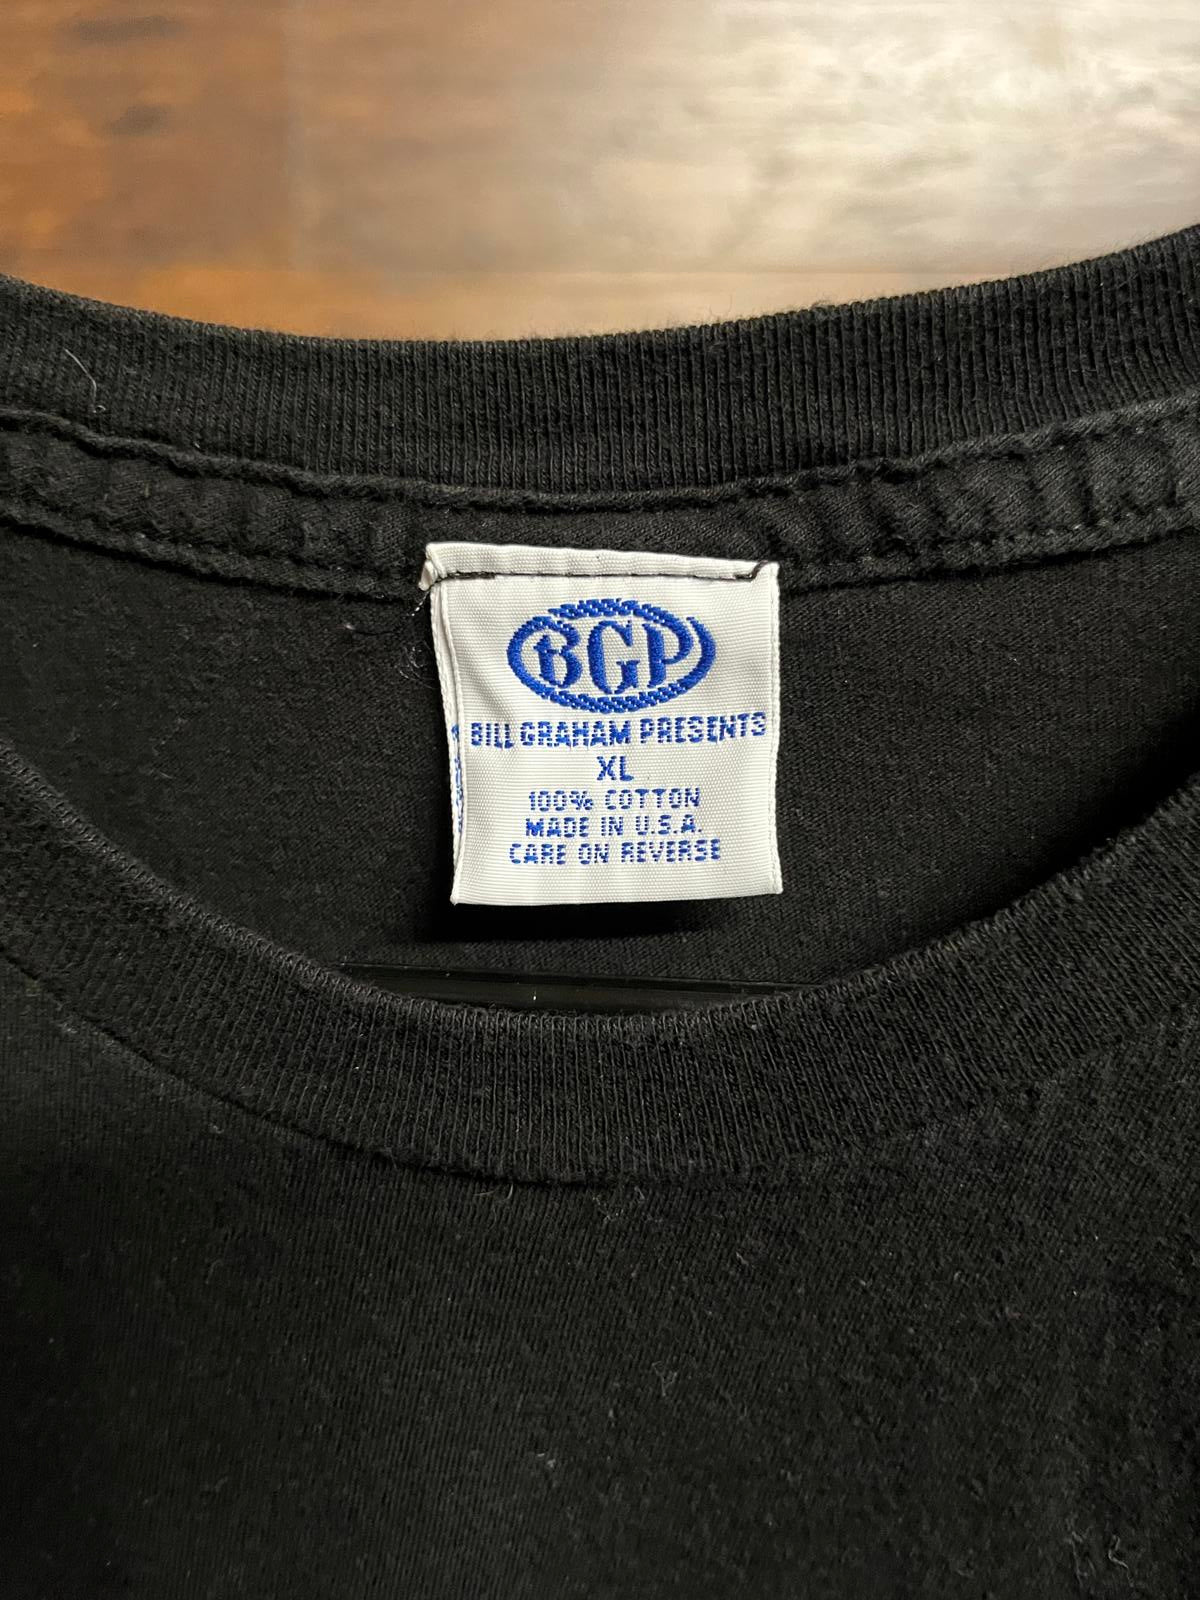 BGP
BILL GRAHAM PRESENTS
XL
100% COTTON
MADE IN U.S.A.
CARE ON REVERSE